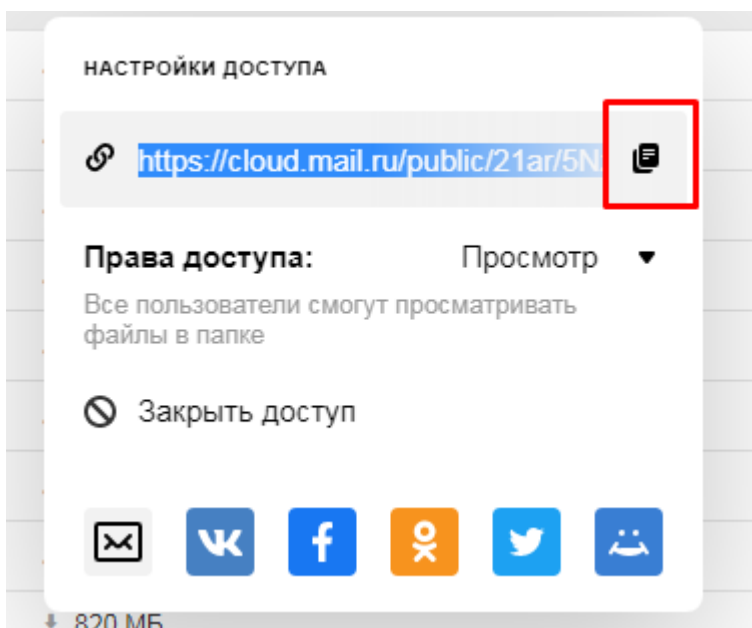 НАСТРОЙКИ ДОСТУПА
https://cloud.mail.ru/public/21ar/5N
Права доступа: Просмотр
Все пользователи смогут просматривать
файлы в папке
Закрыть доступ
820 МБ